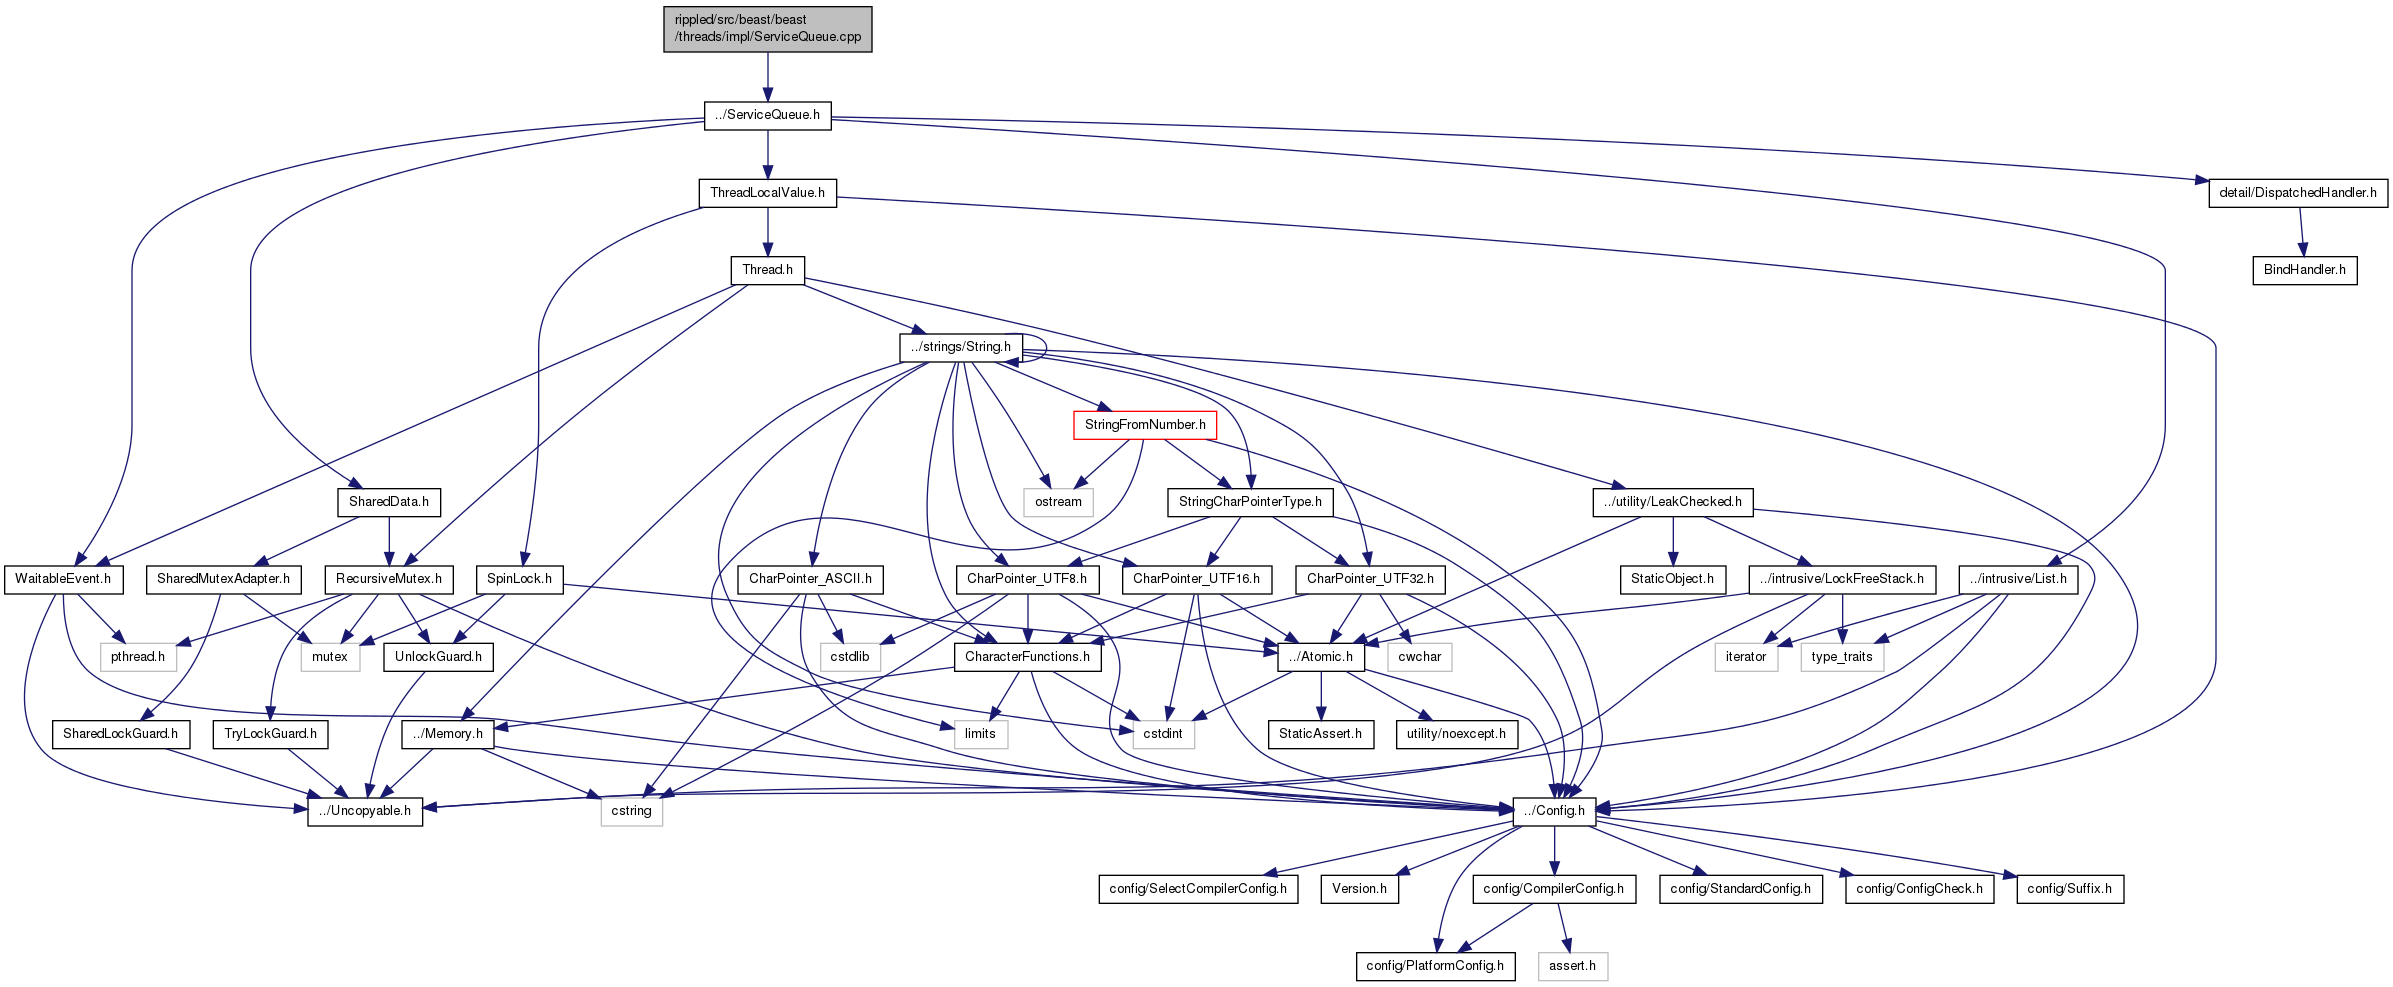 rippled/src/beast/beast
/threads/impl/ServiceQueue.cpp
../ServiceQueue.h
ThreadLocalValue.h
detail/DispatchedHandler.h
Thread.h
BindHandler.h
../strings/String.h
StringFromNumber.h
SharedData.h
ostream
StringCharPointerType.h
../utility/LeakChecked.h
WaitableEvent.h
SharedMutexAdapter.h
RecursiveMutex.h
SpinLock.h
CharPointer_ASCII.h
CharPointer_UTF8.h
CharPointer_UTF16.h
CharPointer_UTF32.h
StaticObject.h
../intrusive/LockFreeStack.h
../intrusive/List.h
pthread.h
mutex
UnlockGuard.h
cstdlib
CharacterFunctions.h
../Atomic.h
cwchar
iterator
type_traits
SharedLockGuard.h
TryLockGuard.h
../Memory.h
limits
cstdint
StaticAssert.h
utility/noexcept.h
../Uncopyable.h
cstring
../Config.h
config/SelectCompilerConfig.h
Version.h
config/CompilerConfig.h
config/StandardConfig.h
config/ConfigCheck.h
config/Suffix.h
config/PlatformConfig.h
assert.h